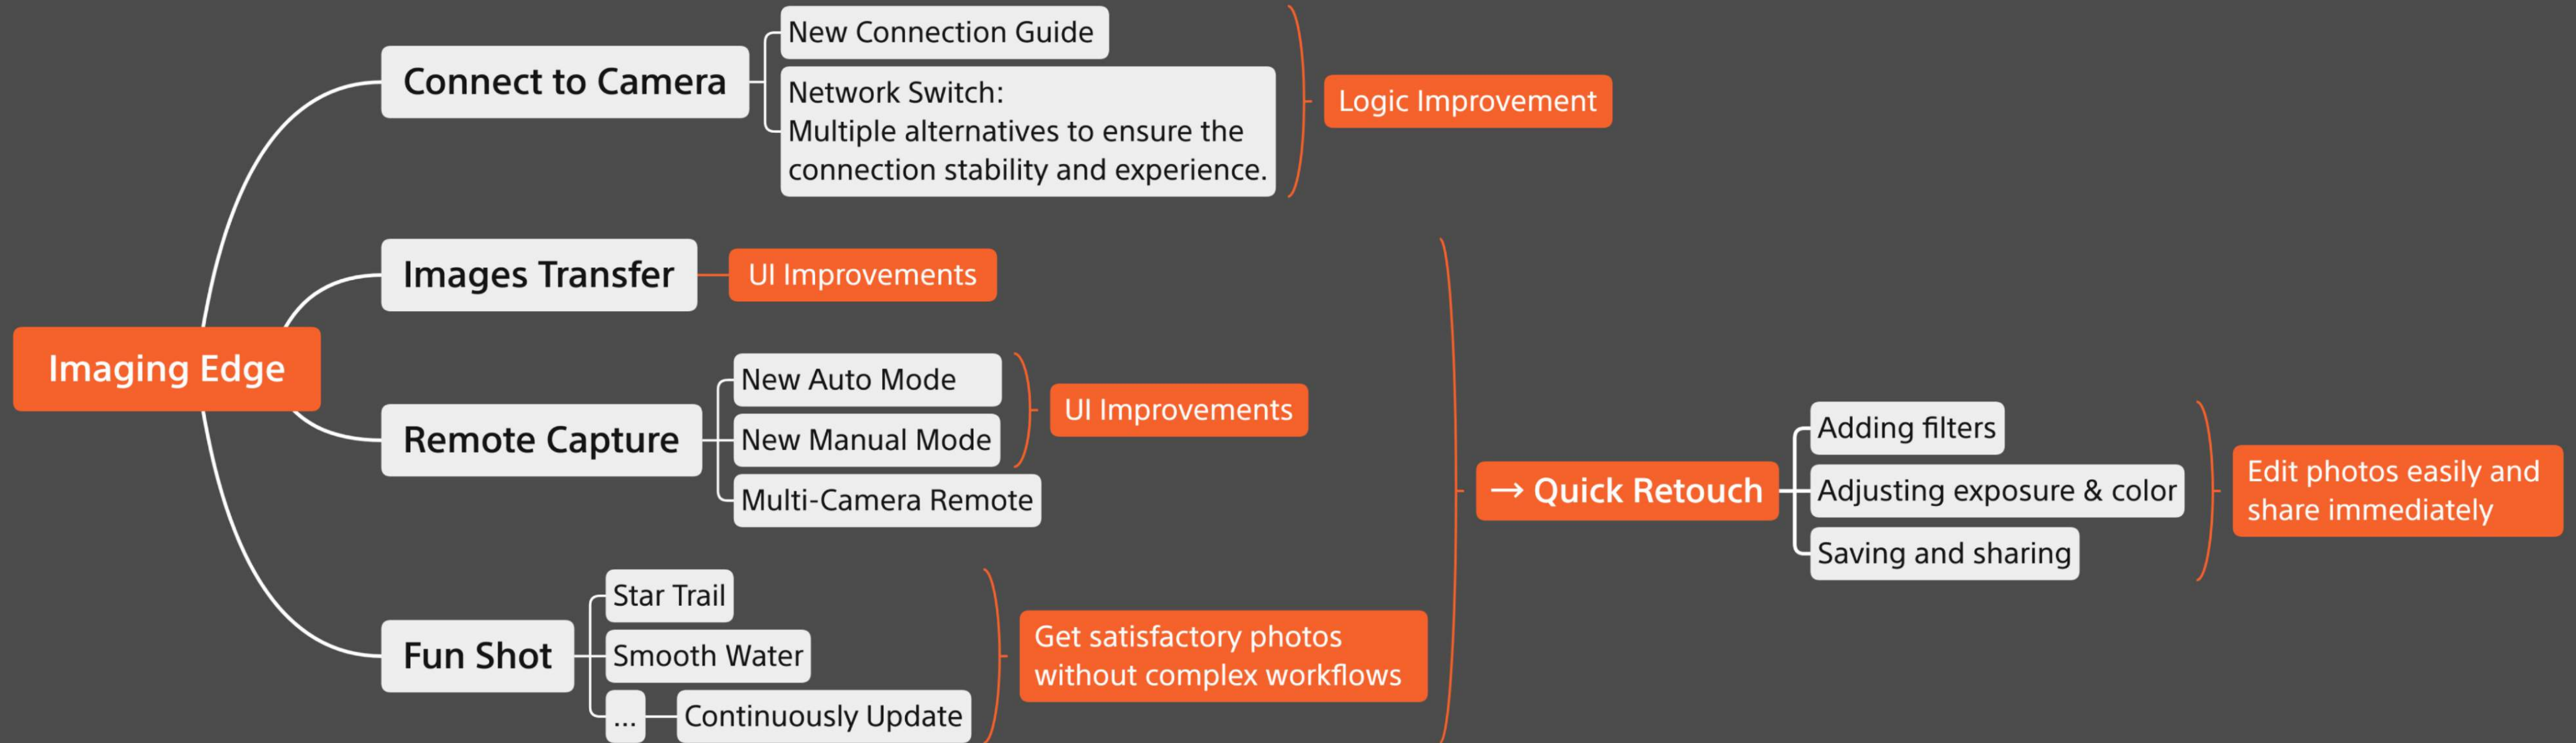 Imaging Edge
Connect to Camera
New Connection Guide
Network Switch:
Multiple alternatives to ensure the
connection stability and experience.
Logic Improvement
Images Transfer
UI Improvements
Remote Capture
New Auto Mode
New Manual Mode
Multi-Camera Remote
UI Improvements
Fun Shot
Star Trail
Smooth Water
...
Continuously Update
Get satisfactory photos
without complex workflows
→ Quick Retouch
Adding filters
Adjusting exposure & color
Saving and sharing
Edit photos easily and
share immediately